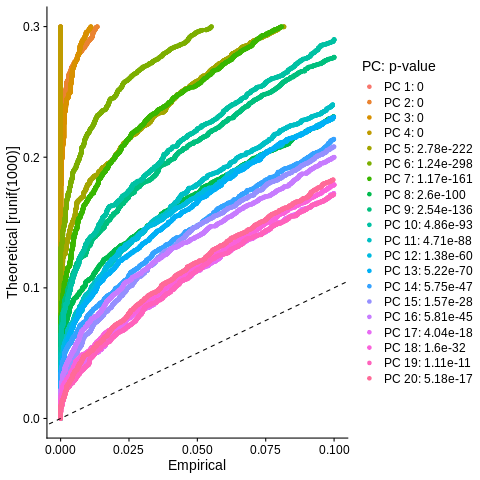 PC: p-value
PC 1: 0
PC 2: 0
PC 3: 0
PC 4: 0
PC 5: 2.78e-222
PC 6: 1.24e-298
PC 7: 1.17e-161
PC 8: 2.6e-100
PC 9: 2.54e-136
PC 10: 4.86e-93
PC 11: 4.71e-88
PC 12: 1.38e-60
PC 13: 5.22e-70
PC 14: 5.75e-47
PC 15: 1.57e-28
PC 16: 5.81e-45
PC 17: 4.04e-18
PC 18: 1.6e-32
PC 19: 1.11e-11
PC 20: 5.18e-17
Theoretical [runif(1000)]
0.3
0.2
0.1
0.0
0.000 0.025 0.050 0.075 0.100
Empirical